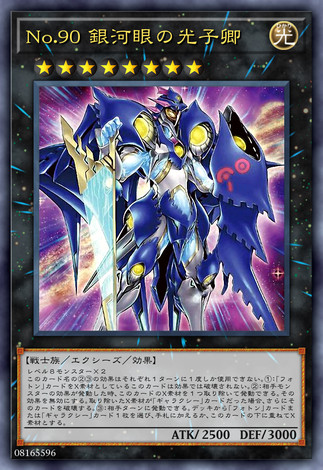 No.90 銀河眼の光子卿
光
【戦士族／エクシーズ／効果】
レベル8モンスター×2
このカード名の②③の効果はそれぞれ1ターンに1度しか使用できない。①:「フォ
トン」カードをX素材としているこのカードは効果では破壊されない。②:相手モン
スターの効果が発動した時、このカードのX素材を1つ取り除いて発動できる。その
効果を無効にする。取り除いたX素材が「ギャラクシー」カードだった場合、さらにそ
のカードを破壊する。③:相手ターンに発動できる。デッキから「フォトン」カードま
たは「ギャラクシー」カード1枚を選び、手札に加えるか、このカードの下に重ねてX
素材とする。
ATK/ 2500 DEF/3000
08165596